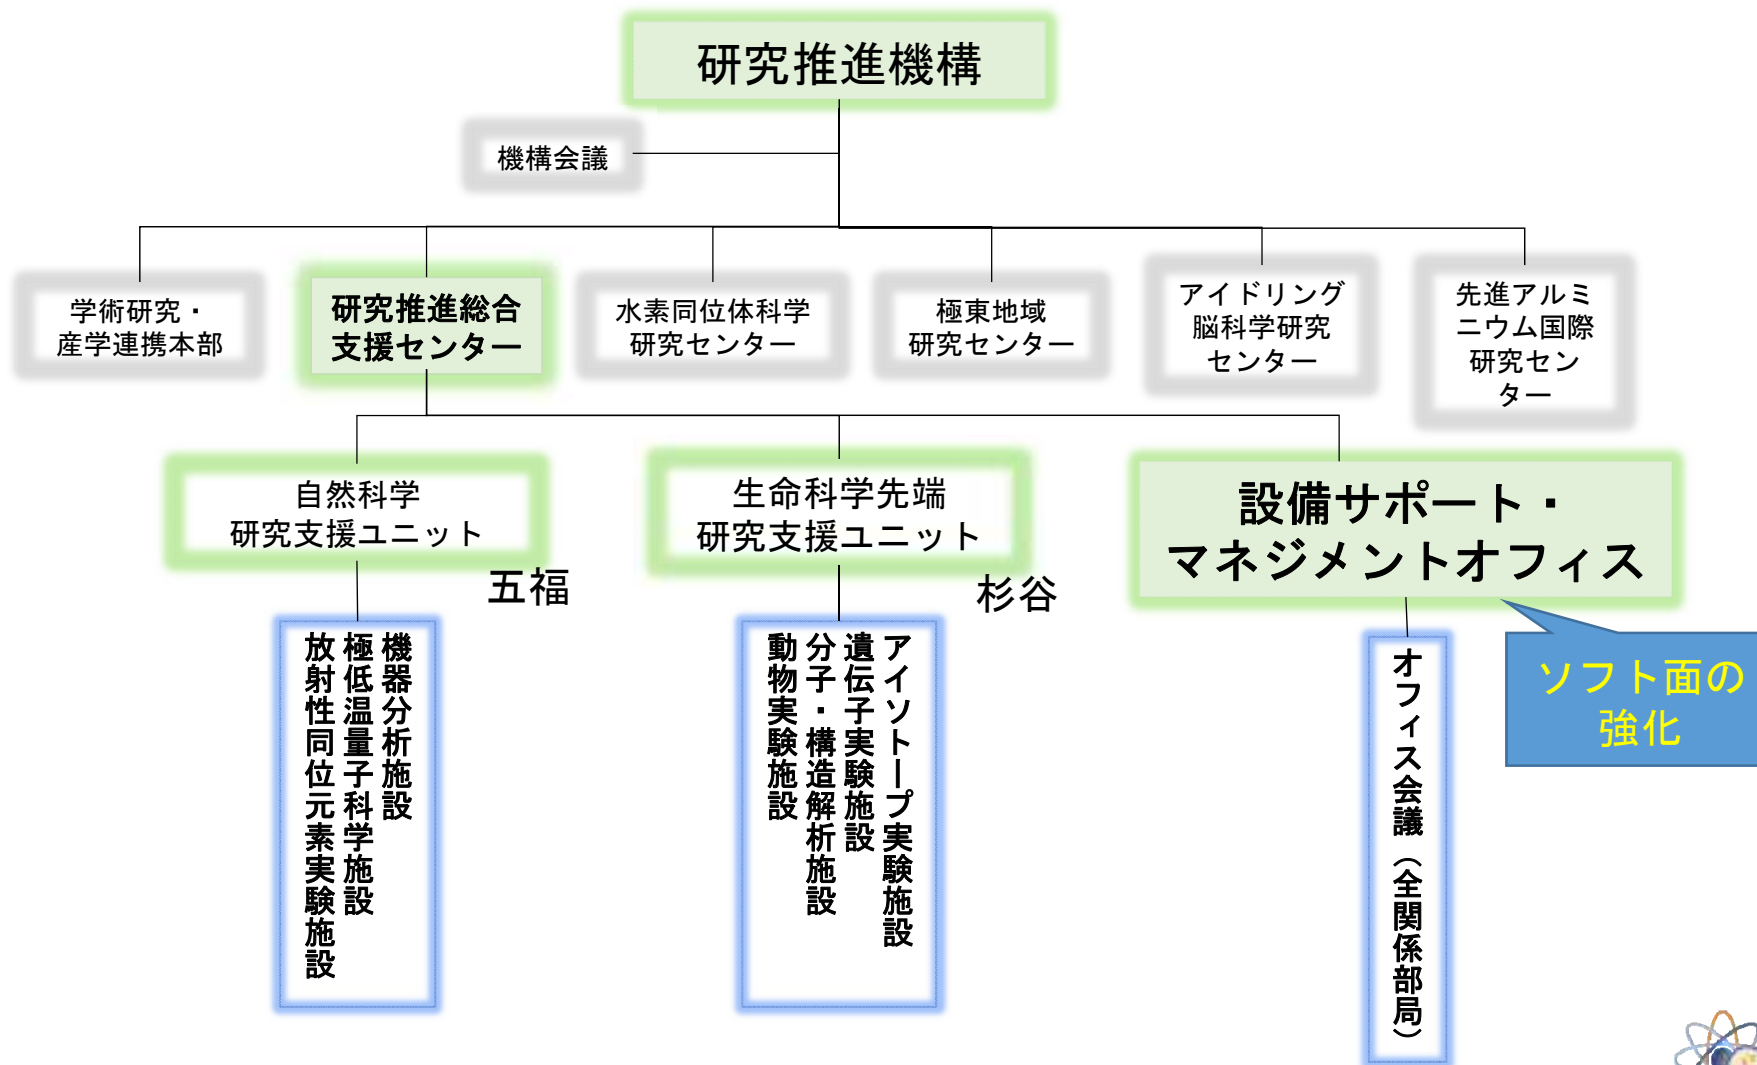 研究推進機構
機構会議
学術研究・
産学連携本部
研究推進総合
支援センター
水素同位体科学
研究センター
極東地域
研究センター
アイドリング
脳科学研究
センター
先進アルミ
ニウム国際
研究セン
ター
自然科学
研究支援ユニット
五福
生命科学先端
研究支援ユニット
杉谷
設備サポート・
マネジメントオフィス
機器分析施設
極低温量子科学施設
放射性同位元素実験施設
アイソトープ実験施設
遺伝子実験施設
分子・構造解析施設
動物実験施設
オフィス会議（全関係部局）
ソフト面の
強化